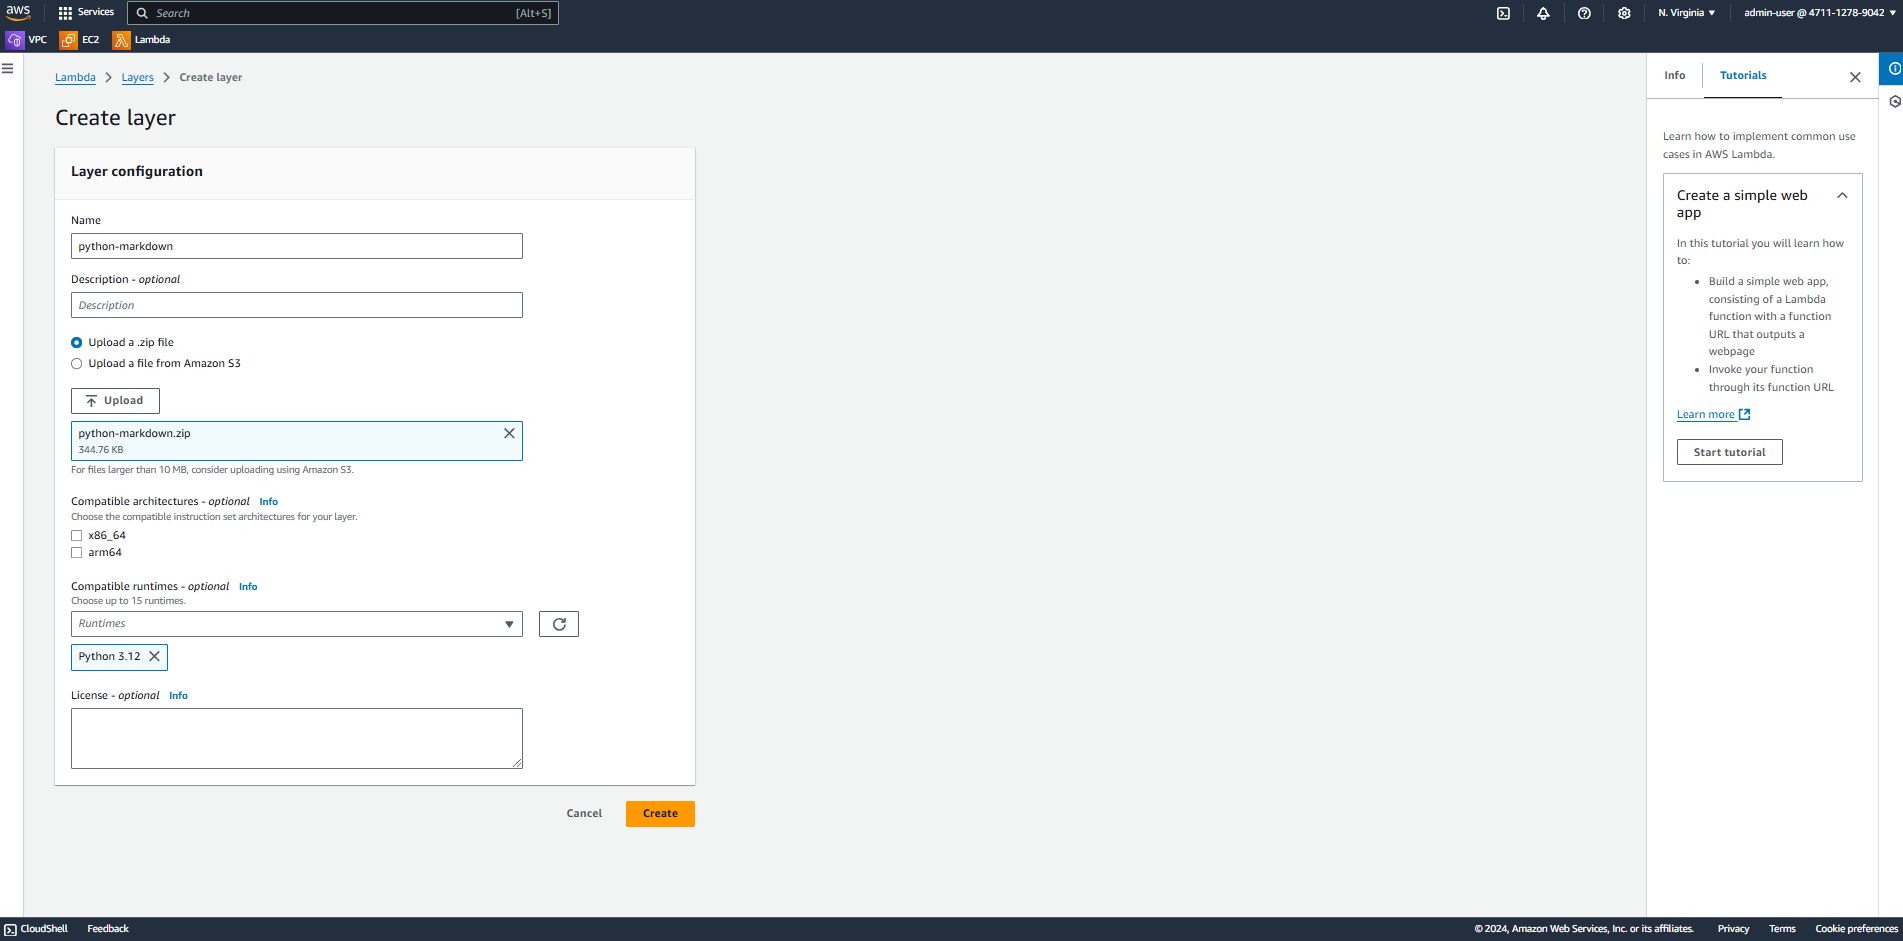 aws
Services
Search
[Alt+S]
N. Virginia
admin-user @ 4711-1278-9042
VPC
EC2
Lambda
Lambda
Layers
Create layer
Create layer
Layer configuration
Name
python-markdown
Description - optional
Description
Upload a .zip file
Upload a file from Amazon S3
Upload
python-markdown.zip
344.76 KB
For files larger than 10 MB, consider uploading using Amazon S3.
Compatible architectures - optional Info
Choose the compatible instruction set architectures for your layer.
x86_64
arm64
Compatible runtimes - optional Info
Choose up to 15 runtimes.
Runtimes
Python 3.12
License - optional Info
Cancel
Create
Info
Tutorials
Learn how to implement common use
cases in AWS Lambda.
Create a simple web
app
In this tutorial you will learn how
to:
Build a simple web app,
consisting of a Lambda
function with a function
URL that outputs a
webpage
Invoke your function
through its function URL
Learn more
Start tutorial
CloudShell
Feedback
© 2024, Amazon Web Services, Inc. or its affiliates.
Privacy
Terms
Cookie preferences